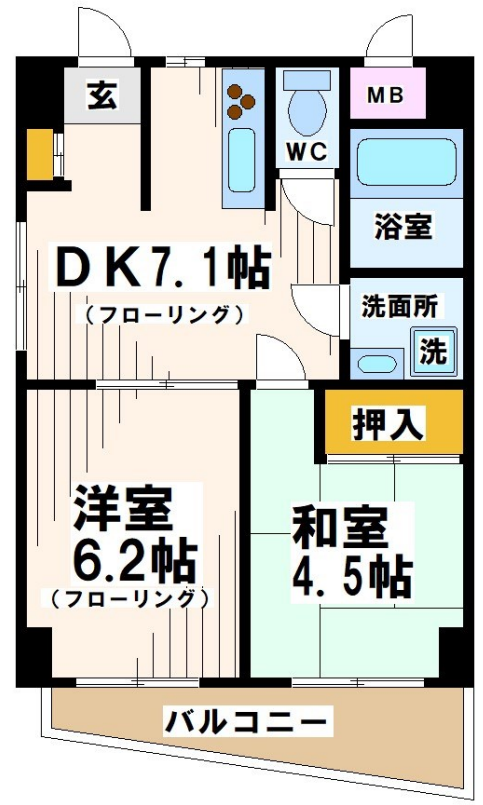 玄
MB
WC
浴室
DK7.1帖
(フローリング)
洗面所
洗
押入
洋室
6.2帖
(フローリング)
和室
4.5帖
バルコニー